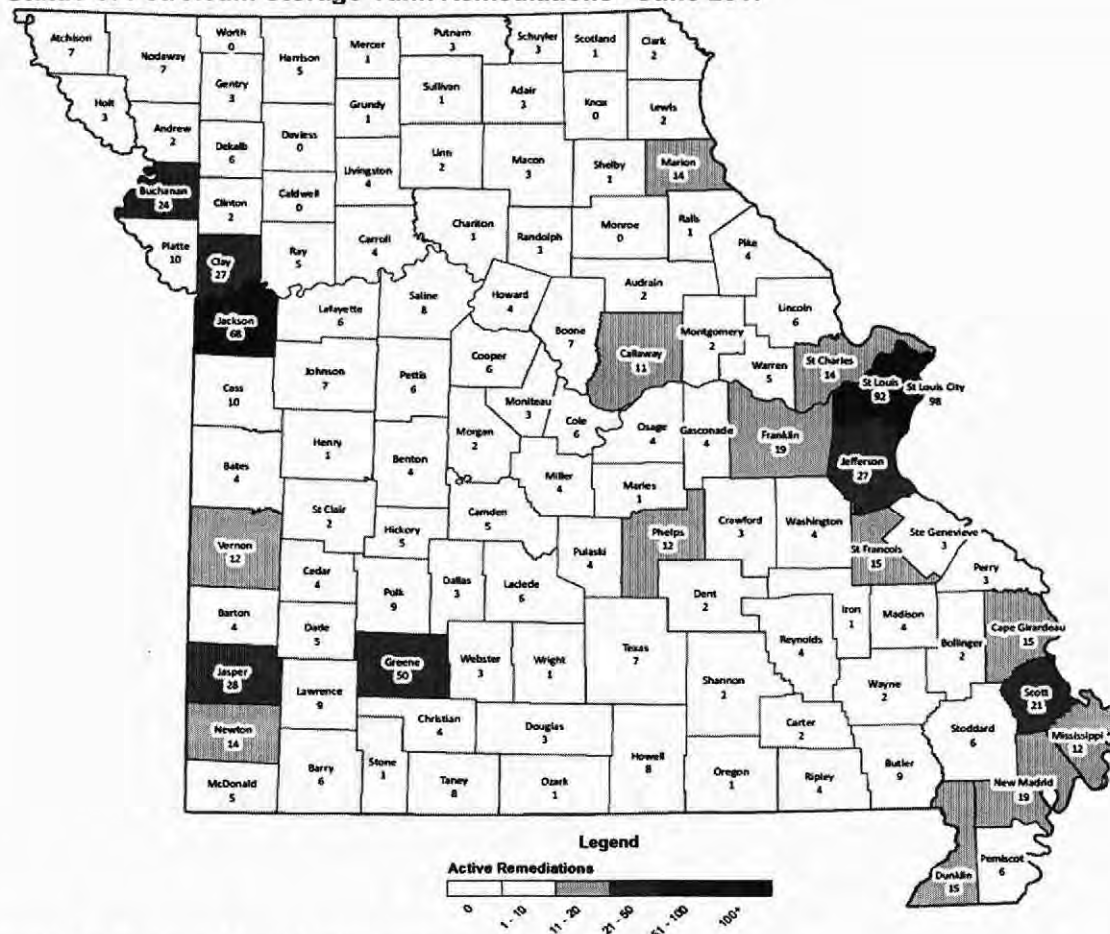 Atchison
7
Nodaway
7
Worth
0
Harrison
5
Mercer
1
Putnam
3
Schuyler
3
Scotland
1
Clark
2
Holt
3
Gentry
3
Grundy
1
Sullivan
1
Adair
3
Knox
0
Lewis
2
Andrew
2
Dekalb
6
Daviess
0
Livingston
4
Linn
2
Macon
3
Shelby
1
Marion
14
Buchanan
24
Clinton
2
Caldwell
0
Chariton
1
Randolph
Monroe
0
Ralls
1
Pike
4
Platte
10
Clay
27
Ray
5
Carroll
4
Audrain
2
Jackson
68
Lafayette
6
Saline
8
Howard
4
Boone
7
Callaway
11
Montgomery
2
Lincoln
6
Warren
5
St Charles
14
St Louis
92
St Louis City
98
Cass
10
Johnson
7
Pettis
6
Cooper
6
Moniteau
3
Cole
6
Osage
4
Gasconade
4
Franklin
19
Jefferson
27
Bates
4
Henry
1
Benton
4
Morgan
2
Miller
4
Maries
1
St Clair
2
Hickory
5
Camden
5
Pulaski
4
Phelps
12
Crawford
3
Washington
4
St Francois
15
Ste Genevieve
3
Perry
3
Vernon
12
Cedar
4
Polk
9
Dallas
3
Laclede
6
Dent
2
Iron
1
Madison
4
Bollinger
2
Cape Girardeau
15
Barton
4
Dade
5
Greene
50
Webster
3
Wright
1
Texas
7
Shannon
Reynolds
4
Wayne
2
Scott
21
Jasper
28
Lawrence
9
Christian
4
Douglas
3
Howell
8
Carter
2
Stoddard
6
Mississippi
12
Newton
14
McDonald
5
Barry
6
Stone
1
Taney
8
Ozark
1
Oregon
1
Ripley
4
Butler
9
New Madrid
19
Dunklin
15
Pemiscot
6
Legend
Active Remediations
0
1 - 10
11 - 20
21 - 50
51 - 100
100+